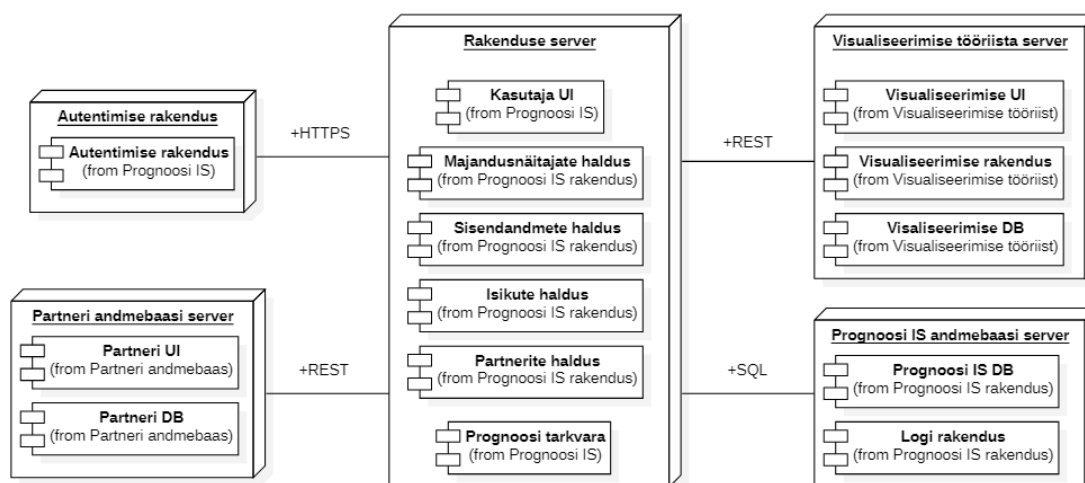 Autentimise rakendus
Autentimise rakendus
(from Prognoosi IS)
+HTTPS
Partneri andmebaasi server
Partneri UI
(from Partneri andmebaas)
Partneri DB
(from Partneri andmebaas)
+REST
Rakenduse server
Kasutaja UI
(from Prognoosi IS)
Majandusnäitajate haldus
(from Prognoosi IS rakendus)
Sisendandmete haldus
(from Prognoosi IS rakendus)
Isikute haldus
(from Prognoosi IS rakendus)
Partnerite haldus
(from Prognoosi IS rakendus)
Prognoosi tarkvara
(from Prognoosi IS)
+REST
Visualiseerimise tööriista server
Visualiseerimise UI
(from Visualiseerimise tööriist)
Visualiseerimise rakendus
(from Visualiseerimise tööriist)
Visaliseerimise DB
(from Visualiseerimise tööriist)
+SQL
Prognoosi IS andmebaasi server
Prognoosi IS DB
(from Prognoosi IS rakendus)
Logi rakendus
(from Prognoosi IS rakendus)